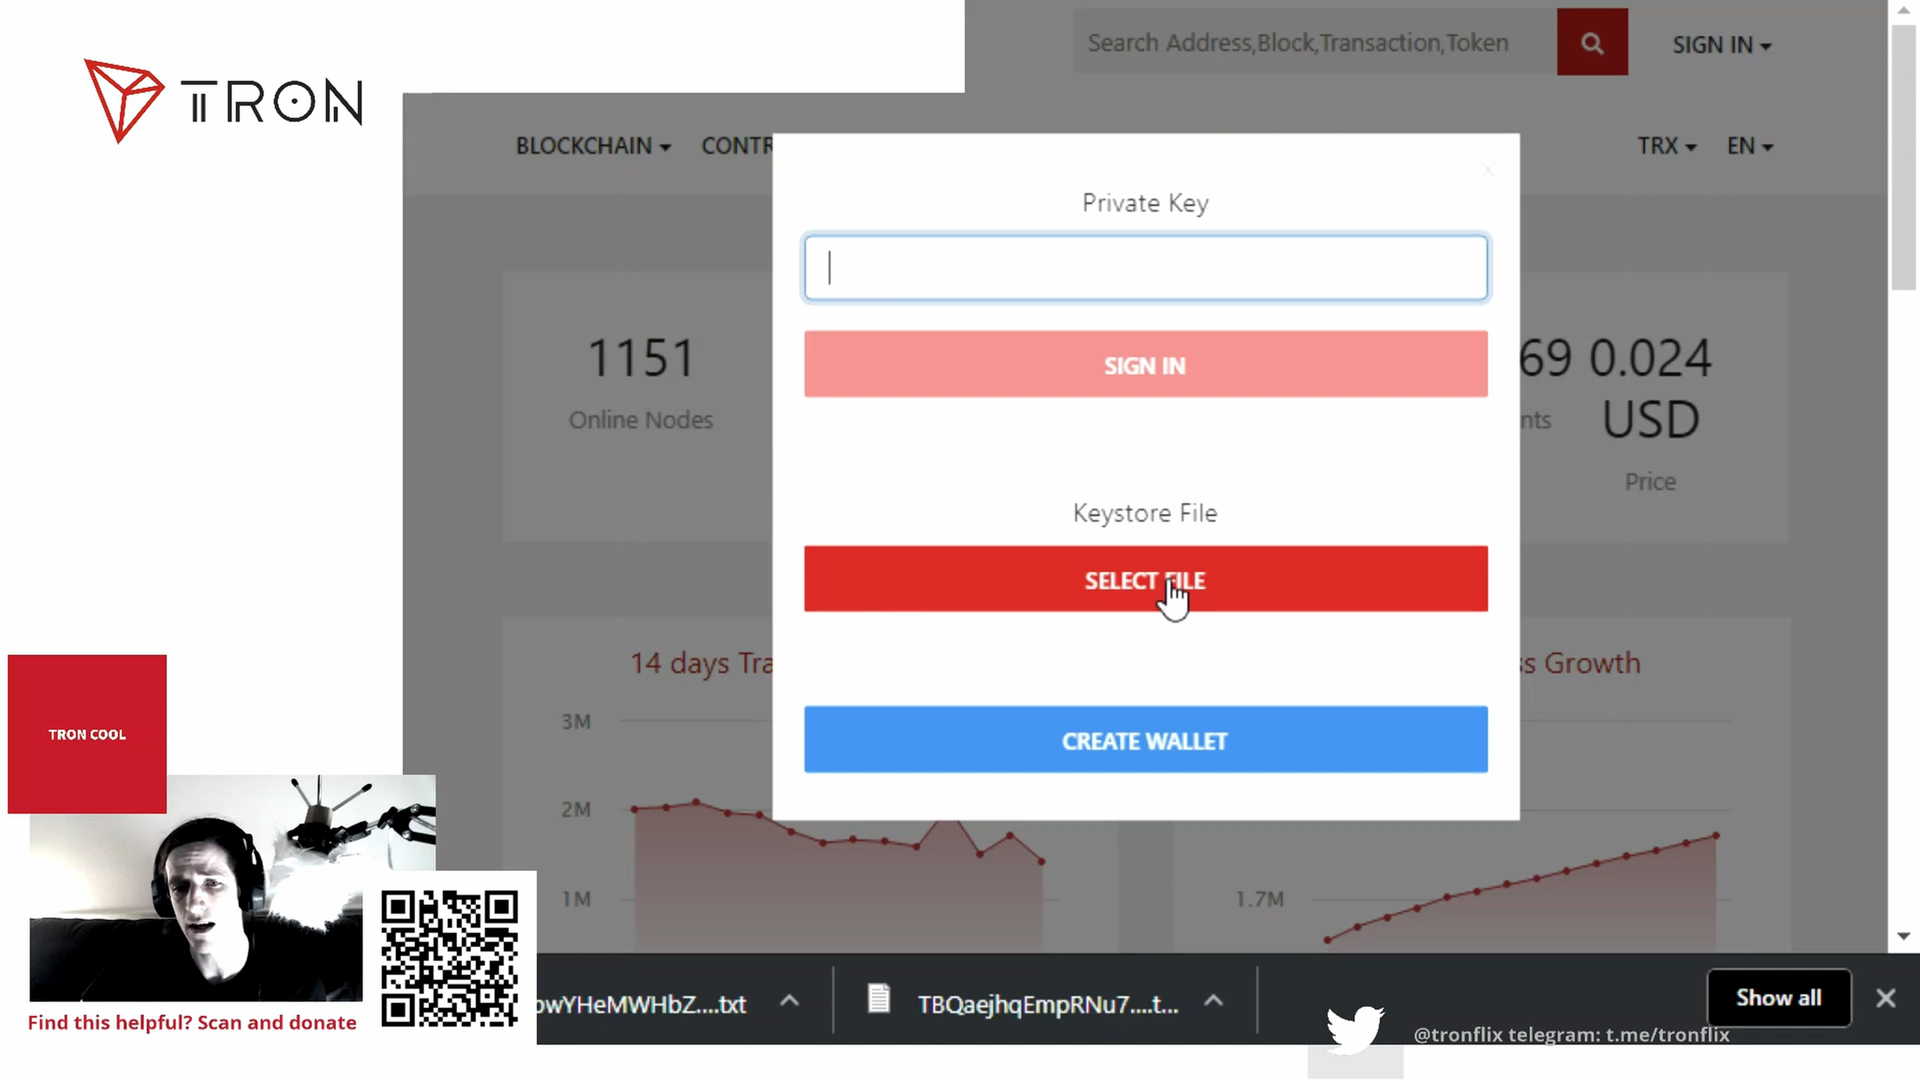 TRON
Search Address,Block,Transaction,Token
SIGN IN
BLOCKCHAIN
CONTR
TRX
EN
Private Key
SIGN IN
1151
Online Nodes
69
nts
0.024
USD
Price
Keystore File
SELECT FILE
14 days Tra
ss Growth
3M
2M
1M
1.7M
CREATE WALLET
TRON COOL
Find this helpful? Scan and donate
owYHeMWHbZ....txt
TBQaejhqEmpRNu7....t...
Show all
@tronflix telegram: t.me/tronflix